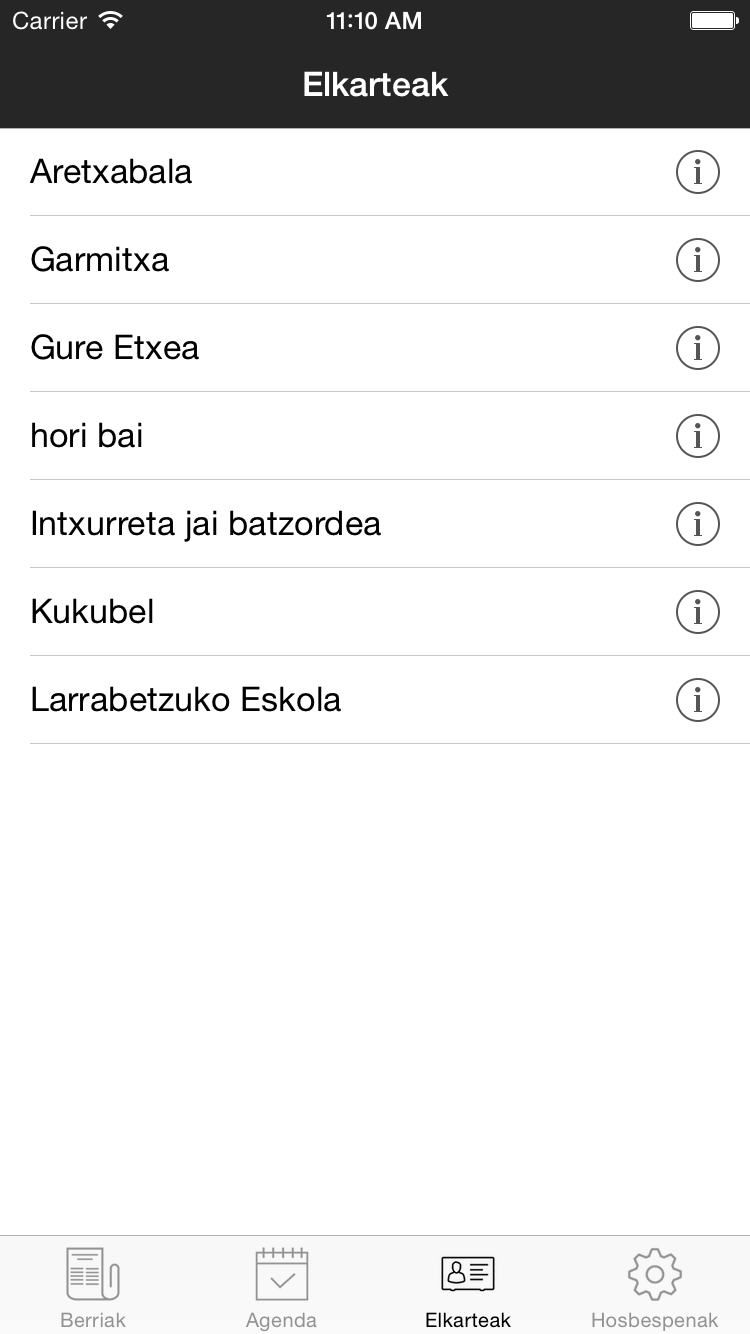 Carrier 11:10 AM
Elkarteak
Aretxabala
Garmitxa
Gure Etxea
hori bai
Intxurreta jai batzordea
Kukubel
Larrabetzuko Eskola
Berriak Agenda Elkarteak Hosbespenak